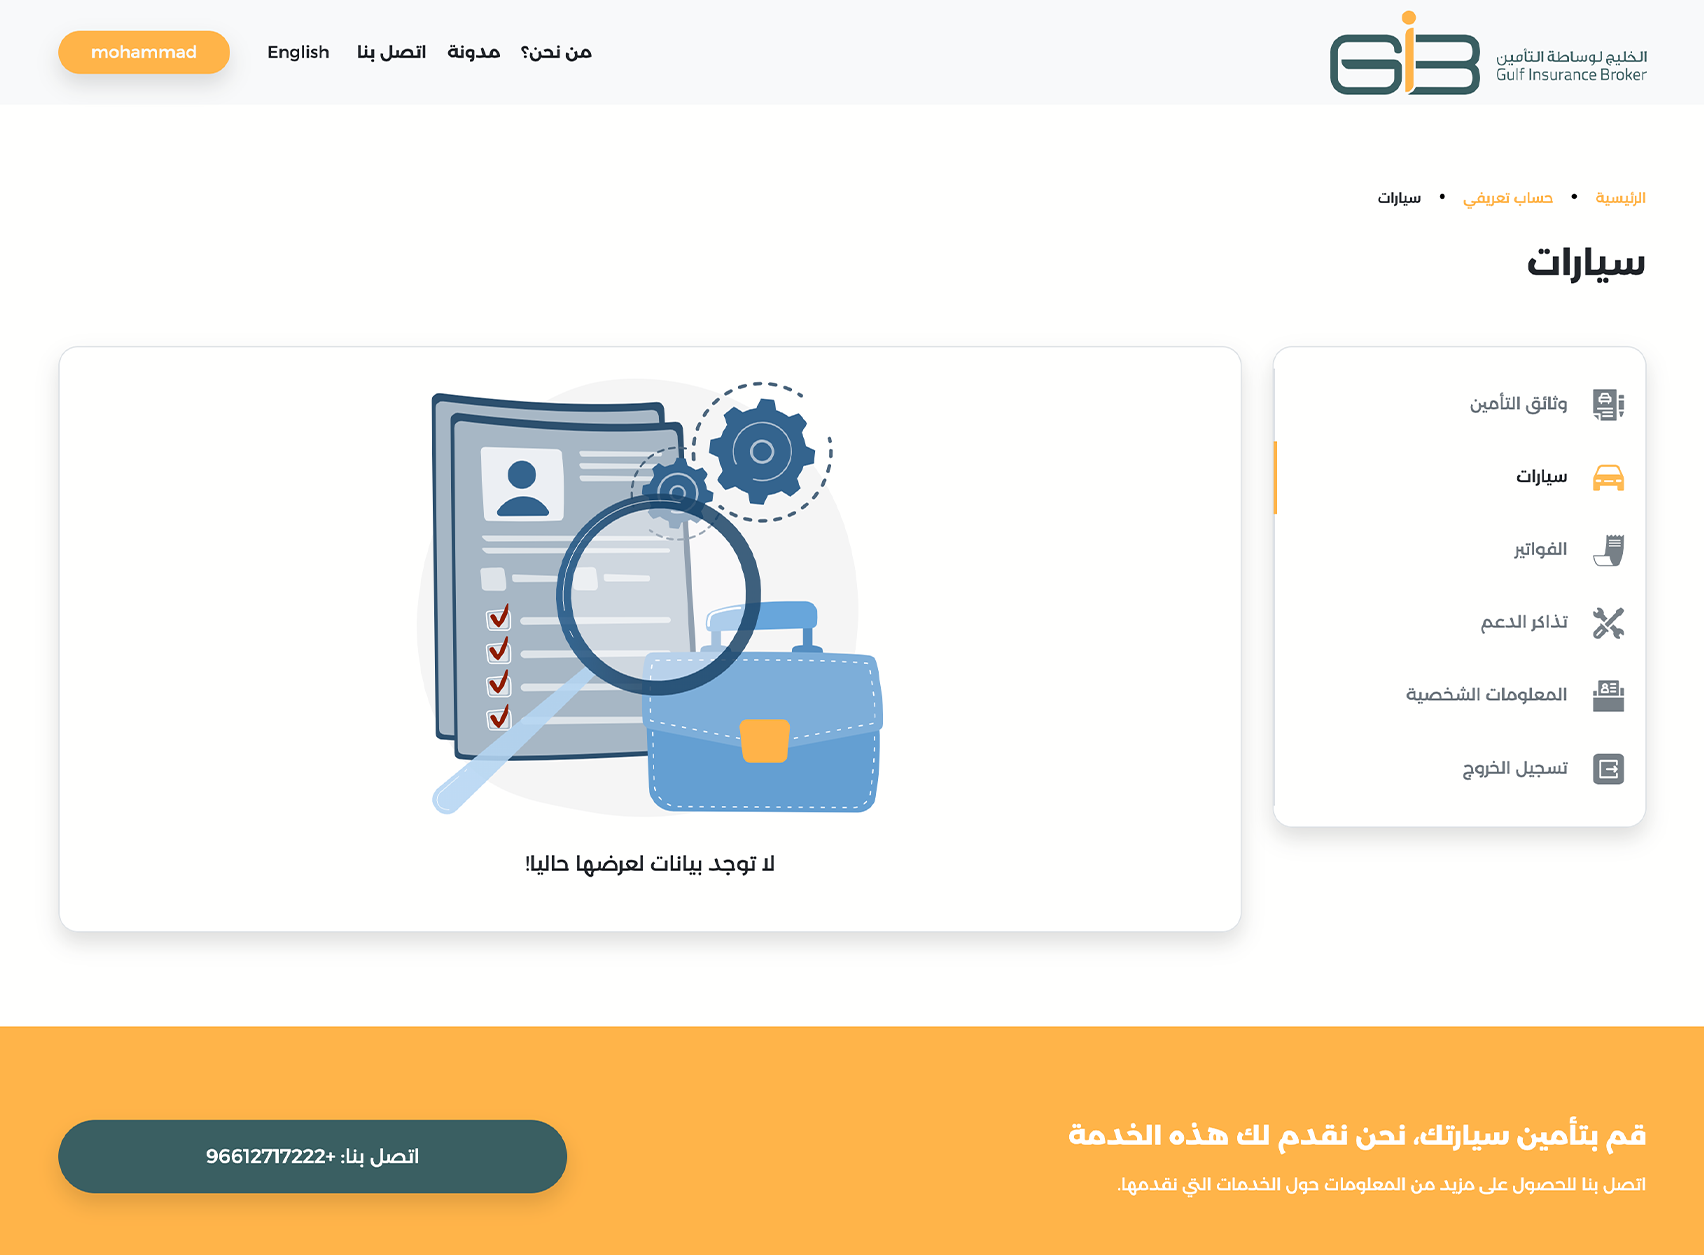 الخليج لوساطة التأمين
Gulf Insurance Broker
من نحن؟
مدونة
اتصل بنا
English
mohammad
الرئيسية • حساب تعريفي • سيارات
سيارات
وثائق التأمين
سيارات
الفواتير
تذاكر الدعم
المعلومات الشخصية
تسجيل الخروج
لا توجد بيانات لعرضها حاليا!
قم بتأمين سيارتك، نحن نقدم لك هذه الخدمة
اتصل بنا للحصول على مزيد من المعلومات حول الخدمات التي نقدمها.
اتصل بنا: +96612717222